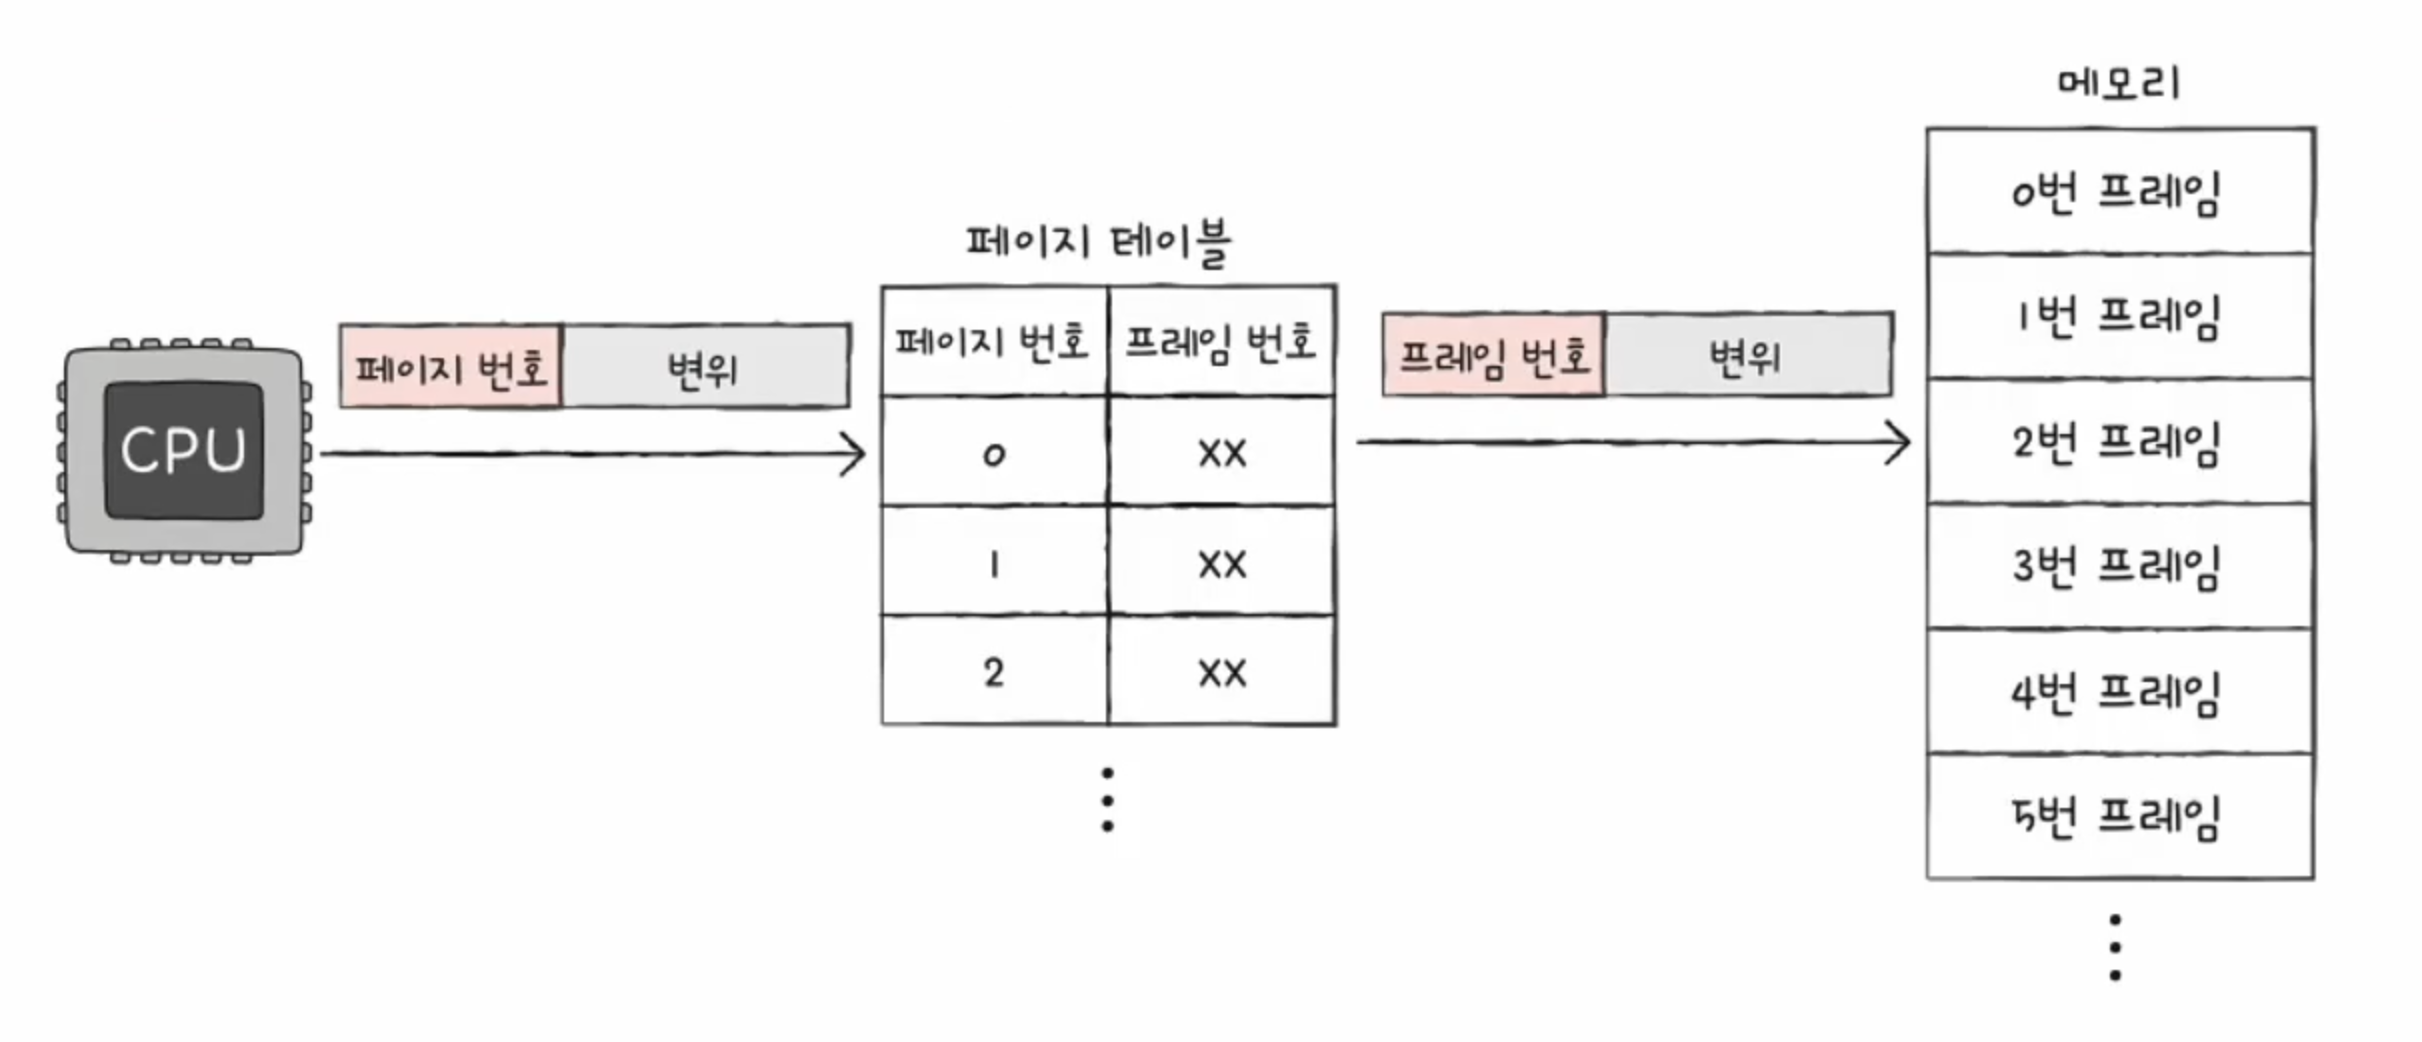 CPU
페이지 번호 변위
페이지 테이블
페이지 번호 프레임 번호
0 XX
1 XX
2 XX
프레임 번호 변위
메모리
0번 프레임
1번 프레임
2번 프레임
3번 프레임
4번 프레임
5번 프레임